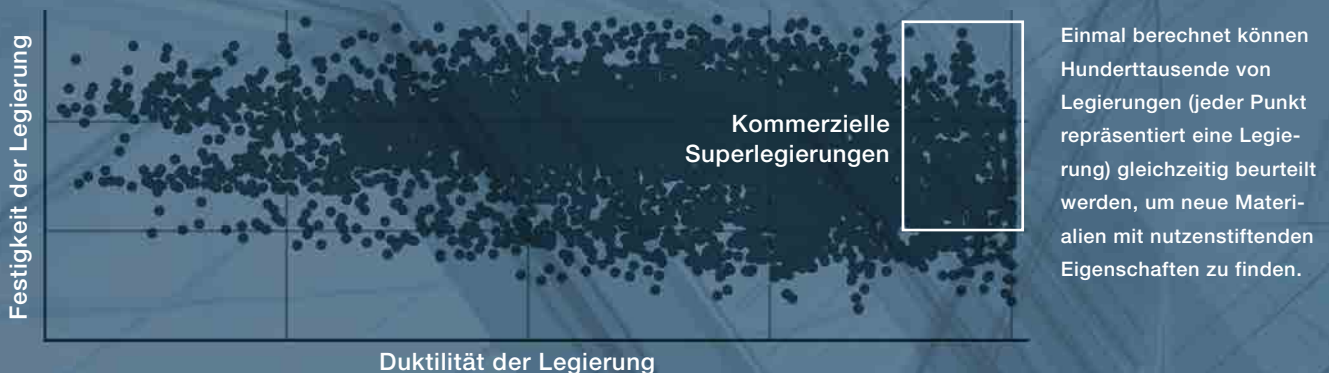 Festigkeit der Legierung
Kommerzielle
Superlegierungen
Duktilität der Legierung
Einmal berechnet können
Hunderttausende von
Legierungen (jeder Punkt
repräsentiert eine Legie-
rung) gleichzeitig beurteilt
werden, um neue Materi-
alien mit nutzenstiftenden
Eigenschaften zu finden.